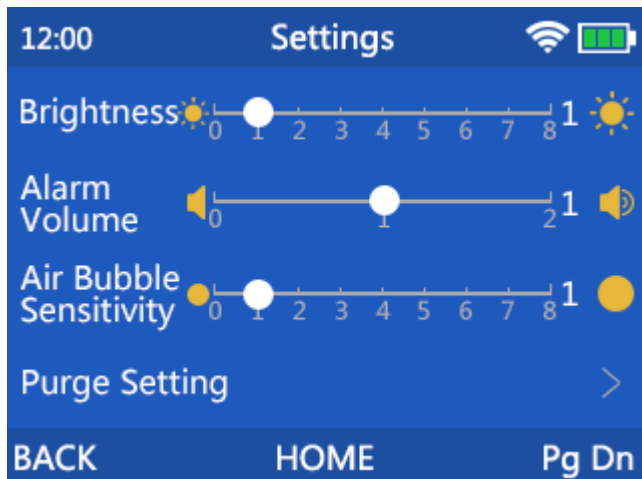 12:00 Settings
Brightness 0 1 2 3 4 5 6 7 8 1
Alarm
Volume 0 1 2 1
Air Bubble
Sensitivity 0 1 2 3 4 5 6 7 8 1
Purge Setting >
BACK HOME Pg Dn